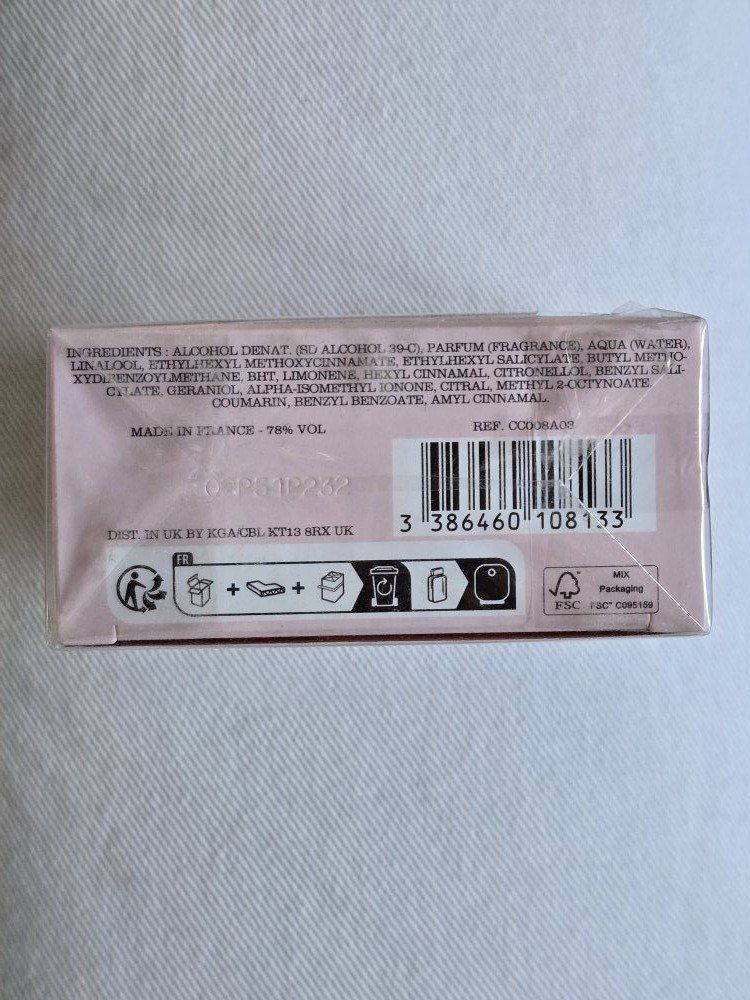 INGREDIENTS : ALCOHOL DENAT. (SD ALCOHOL 39-C), PARFUM (FRAGRANCE), AQUA (WATER),
LINALOOL, ETHYLHEXYL METHOXYCINNAMATE, ETHYLHEXYL SALICYLATE, BUTYL METHO-
XYDIBENZOYLMETHANE, BHT, LIMONENE, HEXYL CINNAMAL, CITRONELLOL, BENZYL SALI-
CYLATE, GERANIOL, ALPHA-ISOMETHYL IONONE, CITRAL, METHYL 2-OCTYNOATE,
COUMARIN, BENZYL BENZOATE, AMYL CINNAMAL.
MADE IN FRANCE - 78% VOL
REF. CC008A03
3 386460 108133
DIST. IN UK BY KGA/CBL KT13 8RX UK
FR
FSC
MIX
Packaging
FSC™ C095159